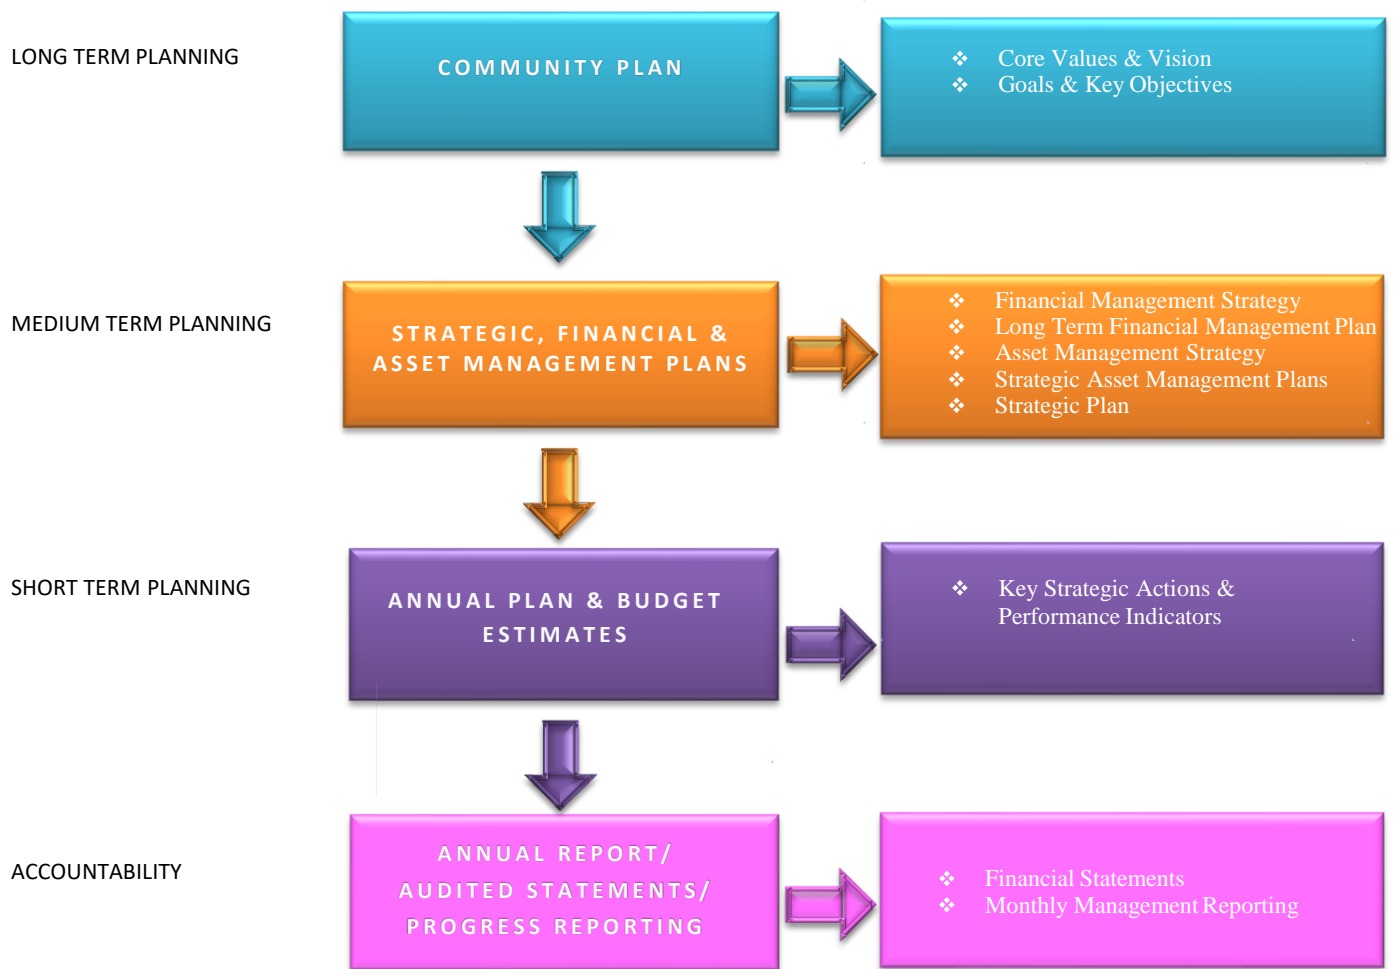 LONG TERM PLANNING
COMMUNITY PLAN
❖ Core Values & Vision
❖ Goals & Key Objectives
MEDIUM TERM PLANNING
STRATEGIC, FINANCIAL &
ASSET MANAGEMENT PLANS
❖ Financial Management Strategy
❖ Long Term Financial Management Plan
❖ Asset Management Strategy
❖ Strategic Asset Management Plans
❖ Strategic Plan
SHORT TERM PLANNING
ANNUAL PLAN & BUDGET
ESTIMATES
❖ Key Strategic Actions &
Performance Indicators
ACCOUNTABILITY
ANNUAL REPORT/
AUDITED STATEMENTS/
PROGRESS REPORTING
❖ Financial Statements
❖ Monthly Management Reporting